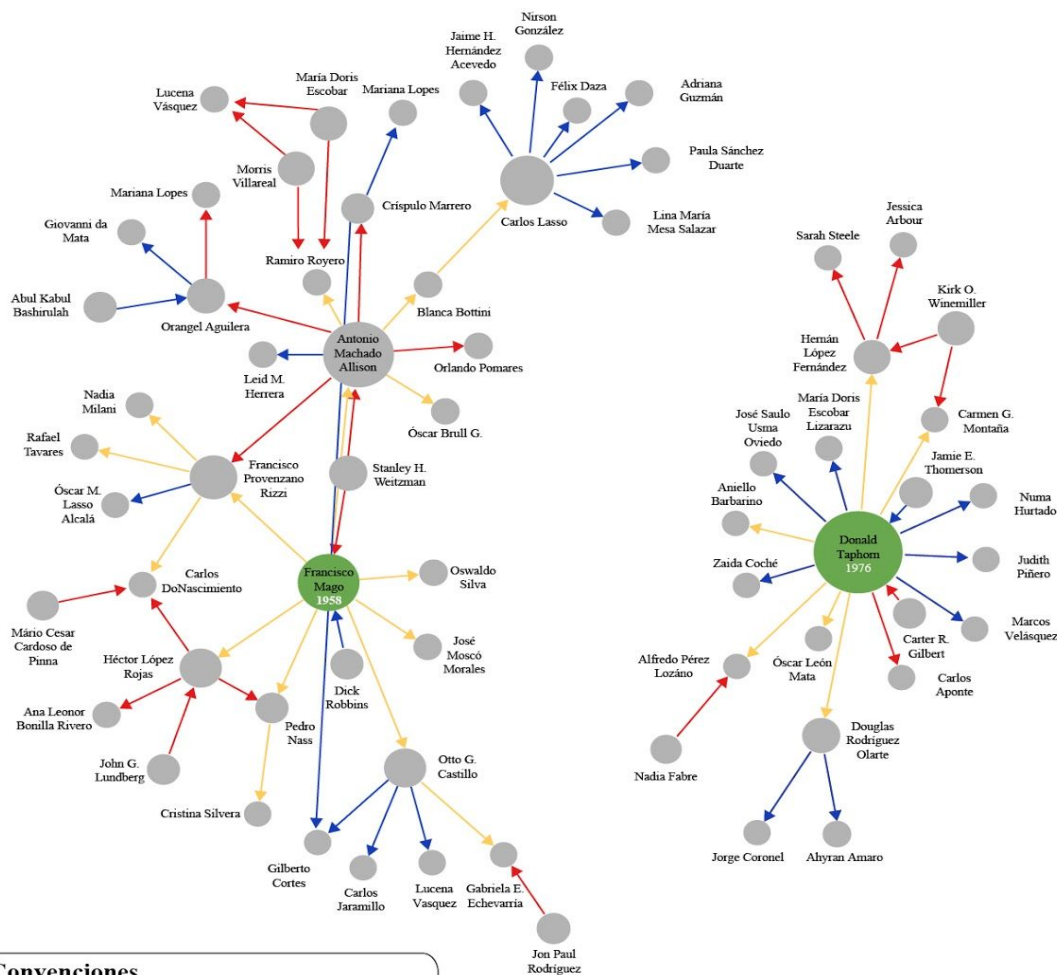 Nirson
González
Jaime H.
Hernández
Acevedo
Félix Daza
Adriana
Guzmán
María Doris
Escobar
Mariana Lopes
Lucena
Vásquez
Paula Sánchez
Duarte
Morris
Villareal
Mariana Lopes
Críspulo Marrero
Carlos Lasso
Lina María
Mesa Salazar
Jessica
Arbour
Giovanni da
Mata
Sarah Steele
Ramiro Royero
Kirk O.
Winemiller
Abul Kabul
Bashirulah
Orangel Aguilera
Blanca Bottini
Antonio
Machado
Allison
Hernán
López
Fernández
Leid M.
Herrera
Orlando Pomares
Nadia
Milani
Óscar Brull G.
María Doris
Escobar
Lizarazu
José Saulo
Usma
Oviedo
Carmen G.
Montaña
Rafael
Tavares
Francisco
Provenzano
Rizzi
Stanley H.
Weitzman
Jamie E.
Thomerson
Óscar M.
Lasso
Alcalá
Aniello
Barbarino
Numa
Hurtado
Donald
Taphorn
1976
Carlos
DoNascimiento
Francisco
Mago
1958
Oswaldo
Silva
Zaida Coché
Judith
Piñero
Mário Cesar
Cardoso de
Pinna
Héctor López
Rojas
José
Moscó
Morales
Marcos
Velásquez
Carter R.
Gilbert
Alfredo Pérez
Lozáno
Óscar León
Mata
Carlos
Aponte
Dick
Robbins
Ana Leonor
Bonilla Rivero
Pedro
Nass
Douglas
Rodríguez
Olarte
John G.
Lundberg
Otto G.
Castillo
Nadia Fabre
Cristina Silvera
Jorge Coronel
Ahyran Amaro
Gilberto
Cortes
Carlos
Jaramillo
Lucena
Vasquez
Gabriela E.
Echevarría
Jon Paul
Rodríguez
Convenciones